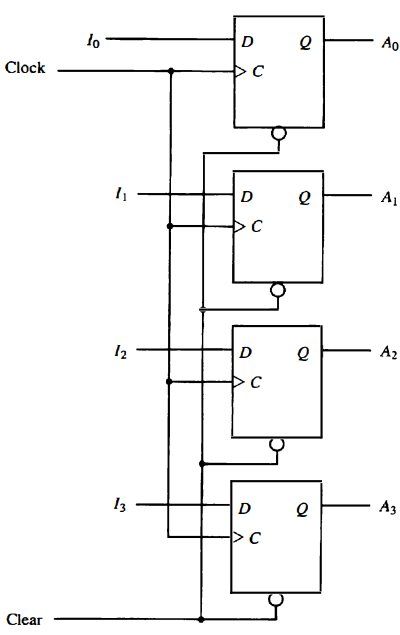 I0 D Q A0
Clock C
I1 D Q A1
C
I2 D Q A2
C
I3 D Q A3
C
Clear